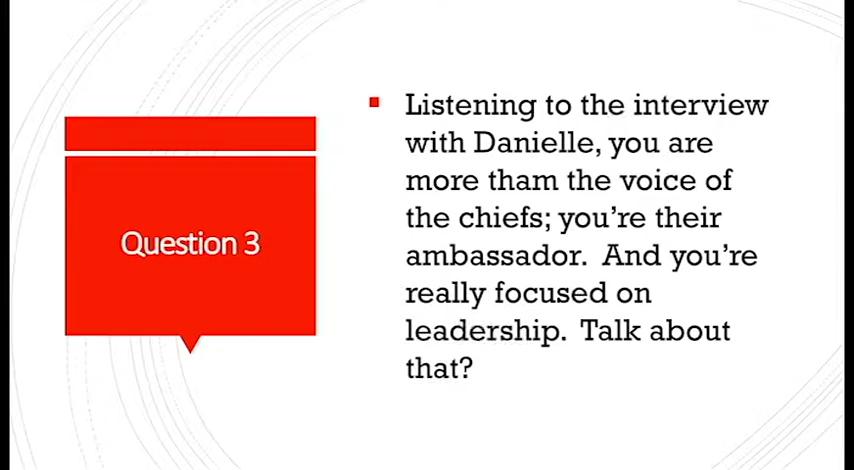 Question 3
Listening to the interview
with Danielle, you are
more tham the voice of
the chiefs; you're their
ambassador.  And you're
really focused on
leadership.  Talk about
that?